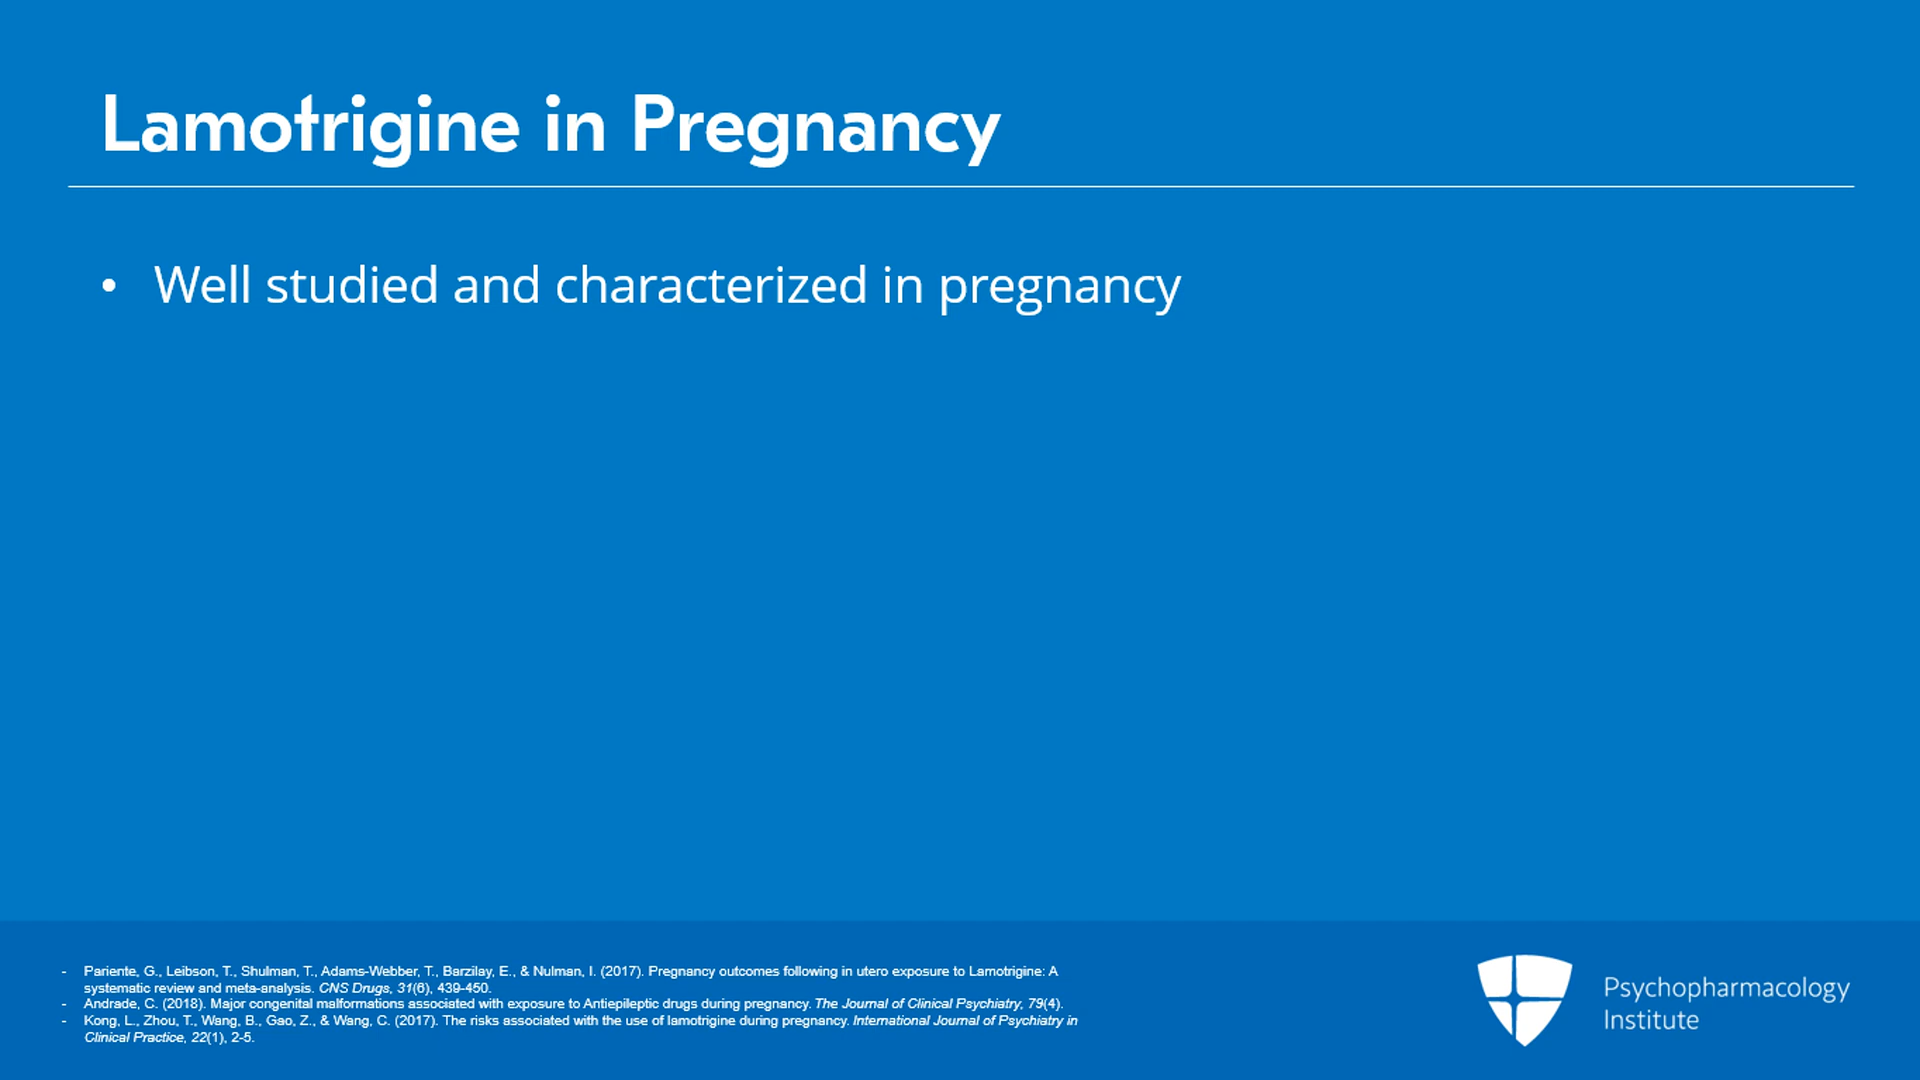 Lamotrigine in Pregnancy
• Well studied and characterized in pregnancy
- Pariente, G., Leibson, T., Shulman, T., Adams-Webber, T., Barzilay, E., & Nulman, I. (2017). Pregnancy outcomes following in utero exposure to Lamotrigine: A
systematic review and meta-analysis. CNS Drugs, 31(6), 439-450.
- Andrade, C. (2018). Major congenital malformations associated with exposure to Antiepileptic drugs during pregnancy. The Journal of Clinical Psychiatry, 79(4).
- Kong, L., Zhou, T., Wang, B., Gao, Z., & Wang, C. (2017). The risks associated with the use of lamotrigine during pregnancy. International Journal of Psychiatry in
Clinical Practice, 22(1), 2-5.
Psychopharmacology
Institute